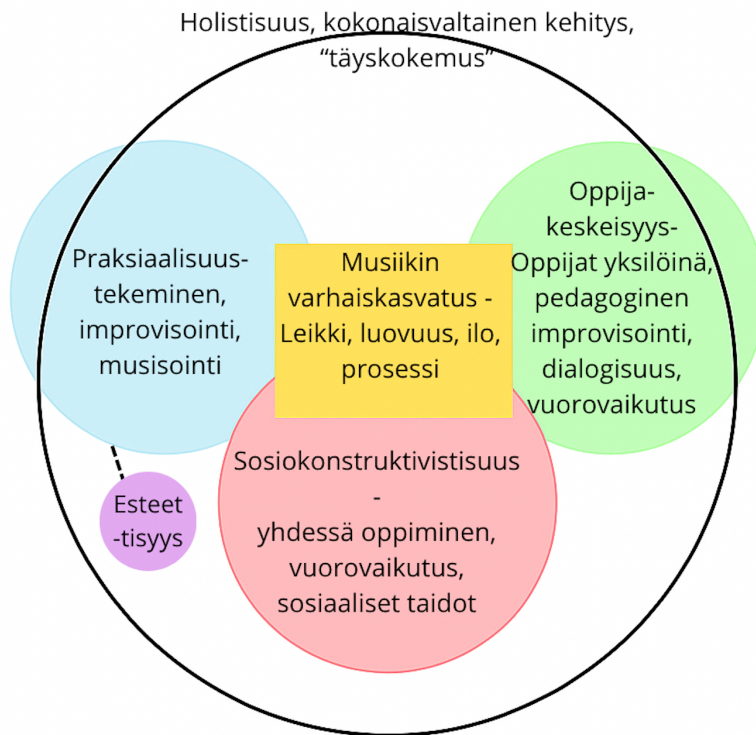 Holistisuus, kokonaisvaltainen kehitys,
“täyskokemus”
Praksiaalisuus-
tekeminen,
improvisointi,
musisointi
Musiikin
varhaiskasvatus -
Leikki, luovuus, ilo,
prosessi
Oppija-
keskeisyys-
Oppijat yksilöinä,
pedagoginen
improvisointi,
dialogisuus,
vuorovaikutus
Sosiokonstruktivistisuus
-
yhdessä oppiminen,
vuorovaikutus,
sosiaaliset taidot
Esteet
-tisyys